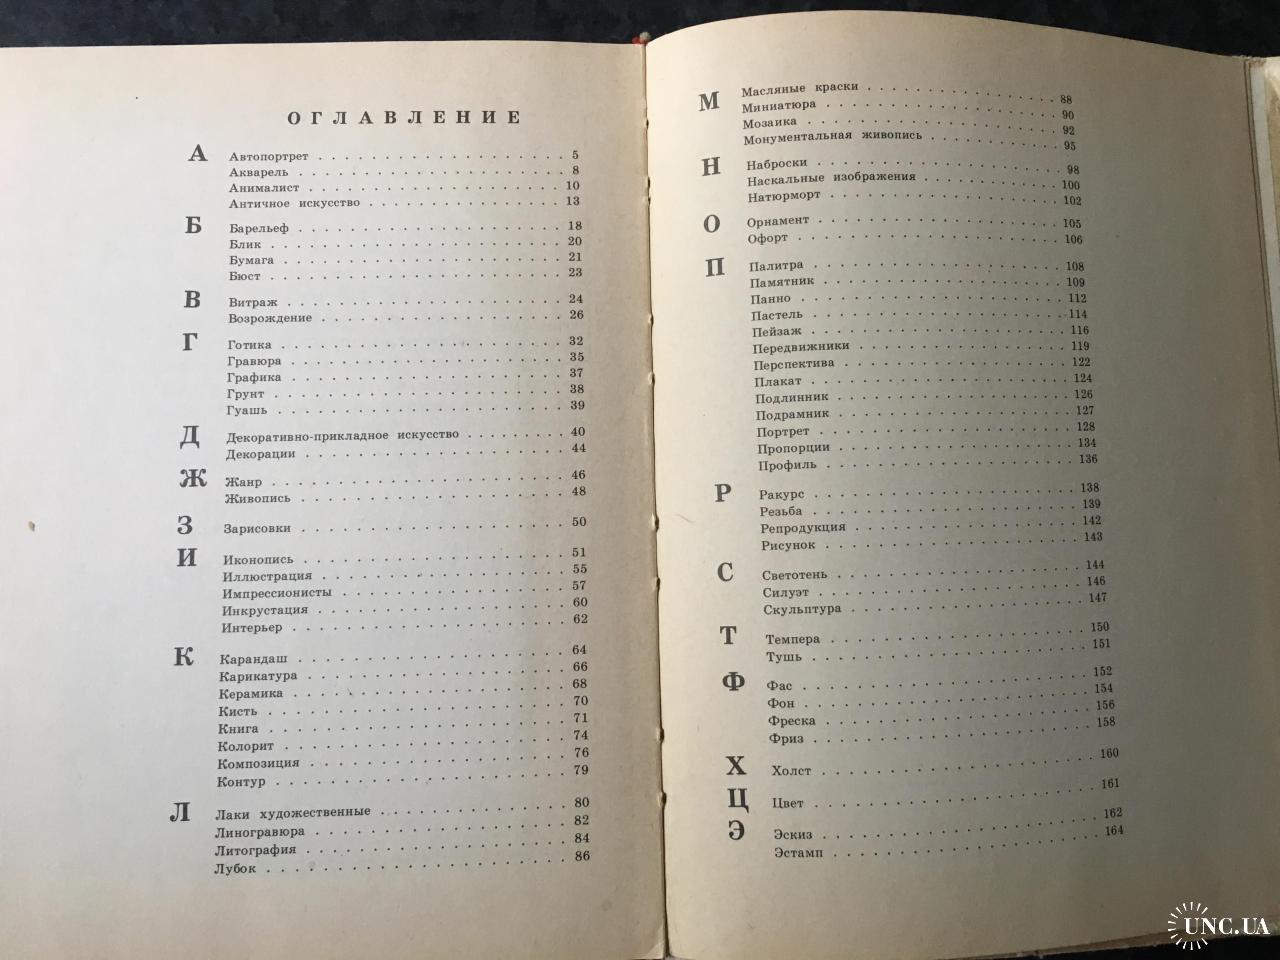 ОГЛАВЛЕНИЕ
А Автопортрет . . . . . . . . . . . . . . . . . . . . 5
Акварель . . . . . . . . . . . . . . . . . . . . 8
Анималист . . . . . . . . . . . . . . . . . . . . 10
Античное искусство . . . . . . . . . . . . . . . . 13
Б Барельеф . . . . . . . . . . . . . . . . . . . . 18
Блик . . . . . . . . . . . . . . . . . . . . 20
Бумага . . . . . . . . . . . . . . . . . . . . 21
Бюст . . . . . . . . . . . . . . . . . . . . 23
В Витраж . . . . . . . . . . . . . . . . . . . . 24
Возрождение . . . . . . . . . . . . . . . . . . . . 26
Г Готика . . . . . . . . . . . . . . . . . . . . 32
Гравюра . . . . . . . . . . . . . . . . . . . . 35
Графика . . . . . . . . . . . . . . . . . . . . 37
Грунт . . . . . . . . . . . . . . . . . . . . 38
Гуашь . . . . . . . . . . . . . . . . . . . . 39
Д Декоративно-прикладное искусство . . . . . . . . 40
Декорации . . . . . . . . . . . . . . . . . . . . 44
Ж Жанр . . . . . . . . . . . . . . . . . . . . 46
Живопись . . . . . . . . . . . . . . . . . . . . 48
З Зарисовки . . . . . . . . . . . . . . . . . . . . 50
И Иконопись . . . . . . . . . . . . . . . . . . . . 51
Иллюстрация . . . . . . . . . . . . . . . . . . . . 55
Импрессионисты . . . . . . . . . . . . . . . . . . 57
Инкрустация . . . . . . . . . . . . . . . . . . . . 60
Интерьер . . . . . . . . . . . . . . . . . . . . 62
К Карандаш . . . . . . . . . . . . . . . . . . . . 64
Карикатура . . . . . . . . . . . . . . . . . . . . 66
Керамика . . . . . . . . . . . . . . . . . . . . 68
Кисть . . . . . . . . . . . . . . . . . . . . 70
Книга . . . . . . . . . . . . . . . . . . . . 71
Колорит . . . . . . . . . . . . . . . . . . . . 74
Композиция . . . . . . . . . . . . . . . . . . . . 76
Контур . . . . . . . . . . . . . . . . . . . . 79
Л Лаки художественные . . . . . . . . . . . . . . . 80
Линогравюра . . . . . . . . . . . . . . . . . . . . 82
Литография . . . . . . . . . . . . . . . . . . . . 84
Лубок . . . . . . . . . . . . . . . . . . . . 86
М Масляные краски . . . . . . . . . . . . . . . . 88
Миниатюра . . . . . . . . . . . . . . . . . . . . 90
Мозаика . . . . . . . . . . . . . . . . . . . . 92
Монументальная живопись . . . . . . . . . . . 95
Н Наброски . . . . . . . . . . . . . . . . . . . . 98
Наскальные изображения . . . . . . . . . . . 100
Натюрморт . . . . . . . . . . . . . . . . . . . . 102
О Орнамент . . . . . . . . . . . . . . . . . . . . 105
Офорт . . . . . . . . . . . . . . . . . . . . 106
П Палитра . . . . . . . . . . . . . . . . . . . . 108
Памятник . . . . . . . . . . . . . . . . . . . . 109
Панно . . . . . . . . . . . . . . . . . . . . 112
Пастель . . . . . . . . . . . . . . . . . . . . 114
Пейзаж . . . . . . . . . . . . . . . . . . . . 116
Передвижники . . . . . . . . . . . . . . . . . 119
Перспектива . . . . . . . . . . . . . . . . . . 122
Плакат . . . . . . . . . . . . . . . . . . . . 124
Подлинник . . . . . . . . . . . . . . . . . . . 126
Подрамник . . . . . . . . . . . . . . . . . . . 127
Портрет . . . . . . . . . . . . . . . . . . . . 128
Пропорции . . . . . . . . . . . . . . . . . . . 134
Профиль . . . . . . . . . . . . . . . . . . . . 136
Р Ракурс . . . . . . . . . . . . . . . . . . . . 138
Резьба . . . . . . . . . . . . . . . . . . . . 139
Репродукция . . . . . . . . . . . . . . . . . . 142
Рисунок . . . . . . . . . . . . . . . . . . . . 143
С Светотень . . . . . . . . . . . . . . . . . . . 144
Силуэт . . . . . . . . . . . . . . . . . . . . 146
Скульптура . . . . . . . . . . . . . . . . . . 147
Т Темпера . . . . . . . . . . . . . . . . . . . . 150
Тушь . . . . . . . . . . . . . . . . . . . . 151
Ф Фас . . . . . . . . . . . . . . . . . . . . 152
Фон . . . . . . . . . . . . . . . . . . . . 154
Фреска . . . . . . . . . . . . . . . . . . . . 156
Фриз . . . . . . . . . . . . . . . . . . . . 158
Х Холст . . . . . . . . . . . . . . . . . . . . 160
Ц Цвет . . . . . . . . . . . . . . . . . . . . 161
Э Эскиз . . . . . . . . . . . . . . . . . . . . 162
Эстамп . . . . . . . . . . . . . . . . . . . . 164
UNC.UA